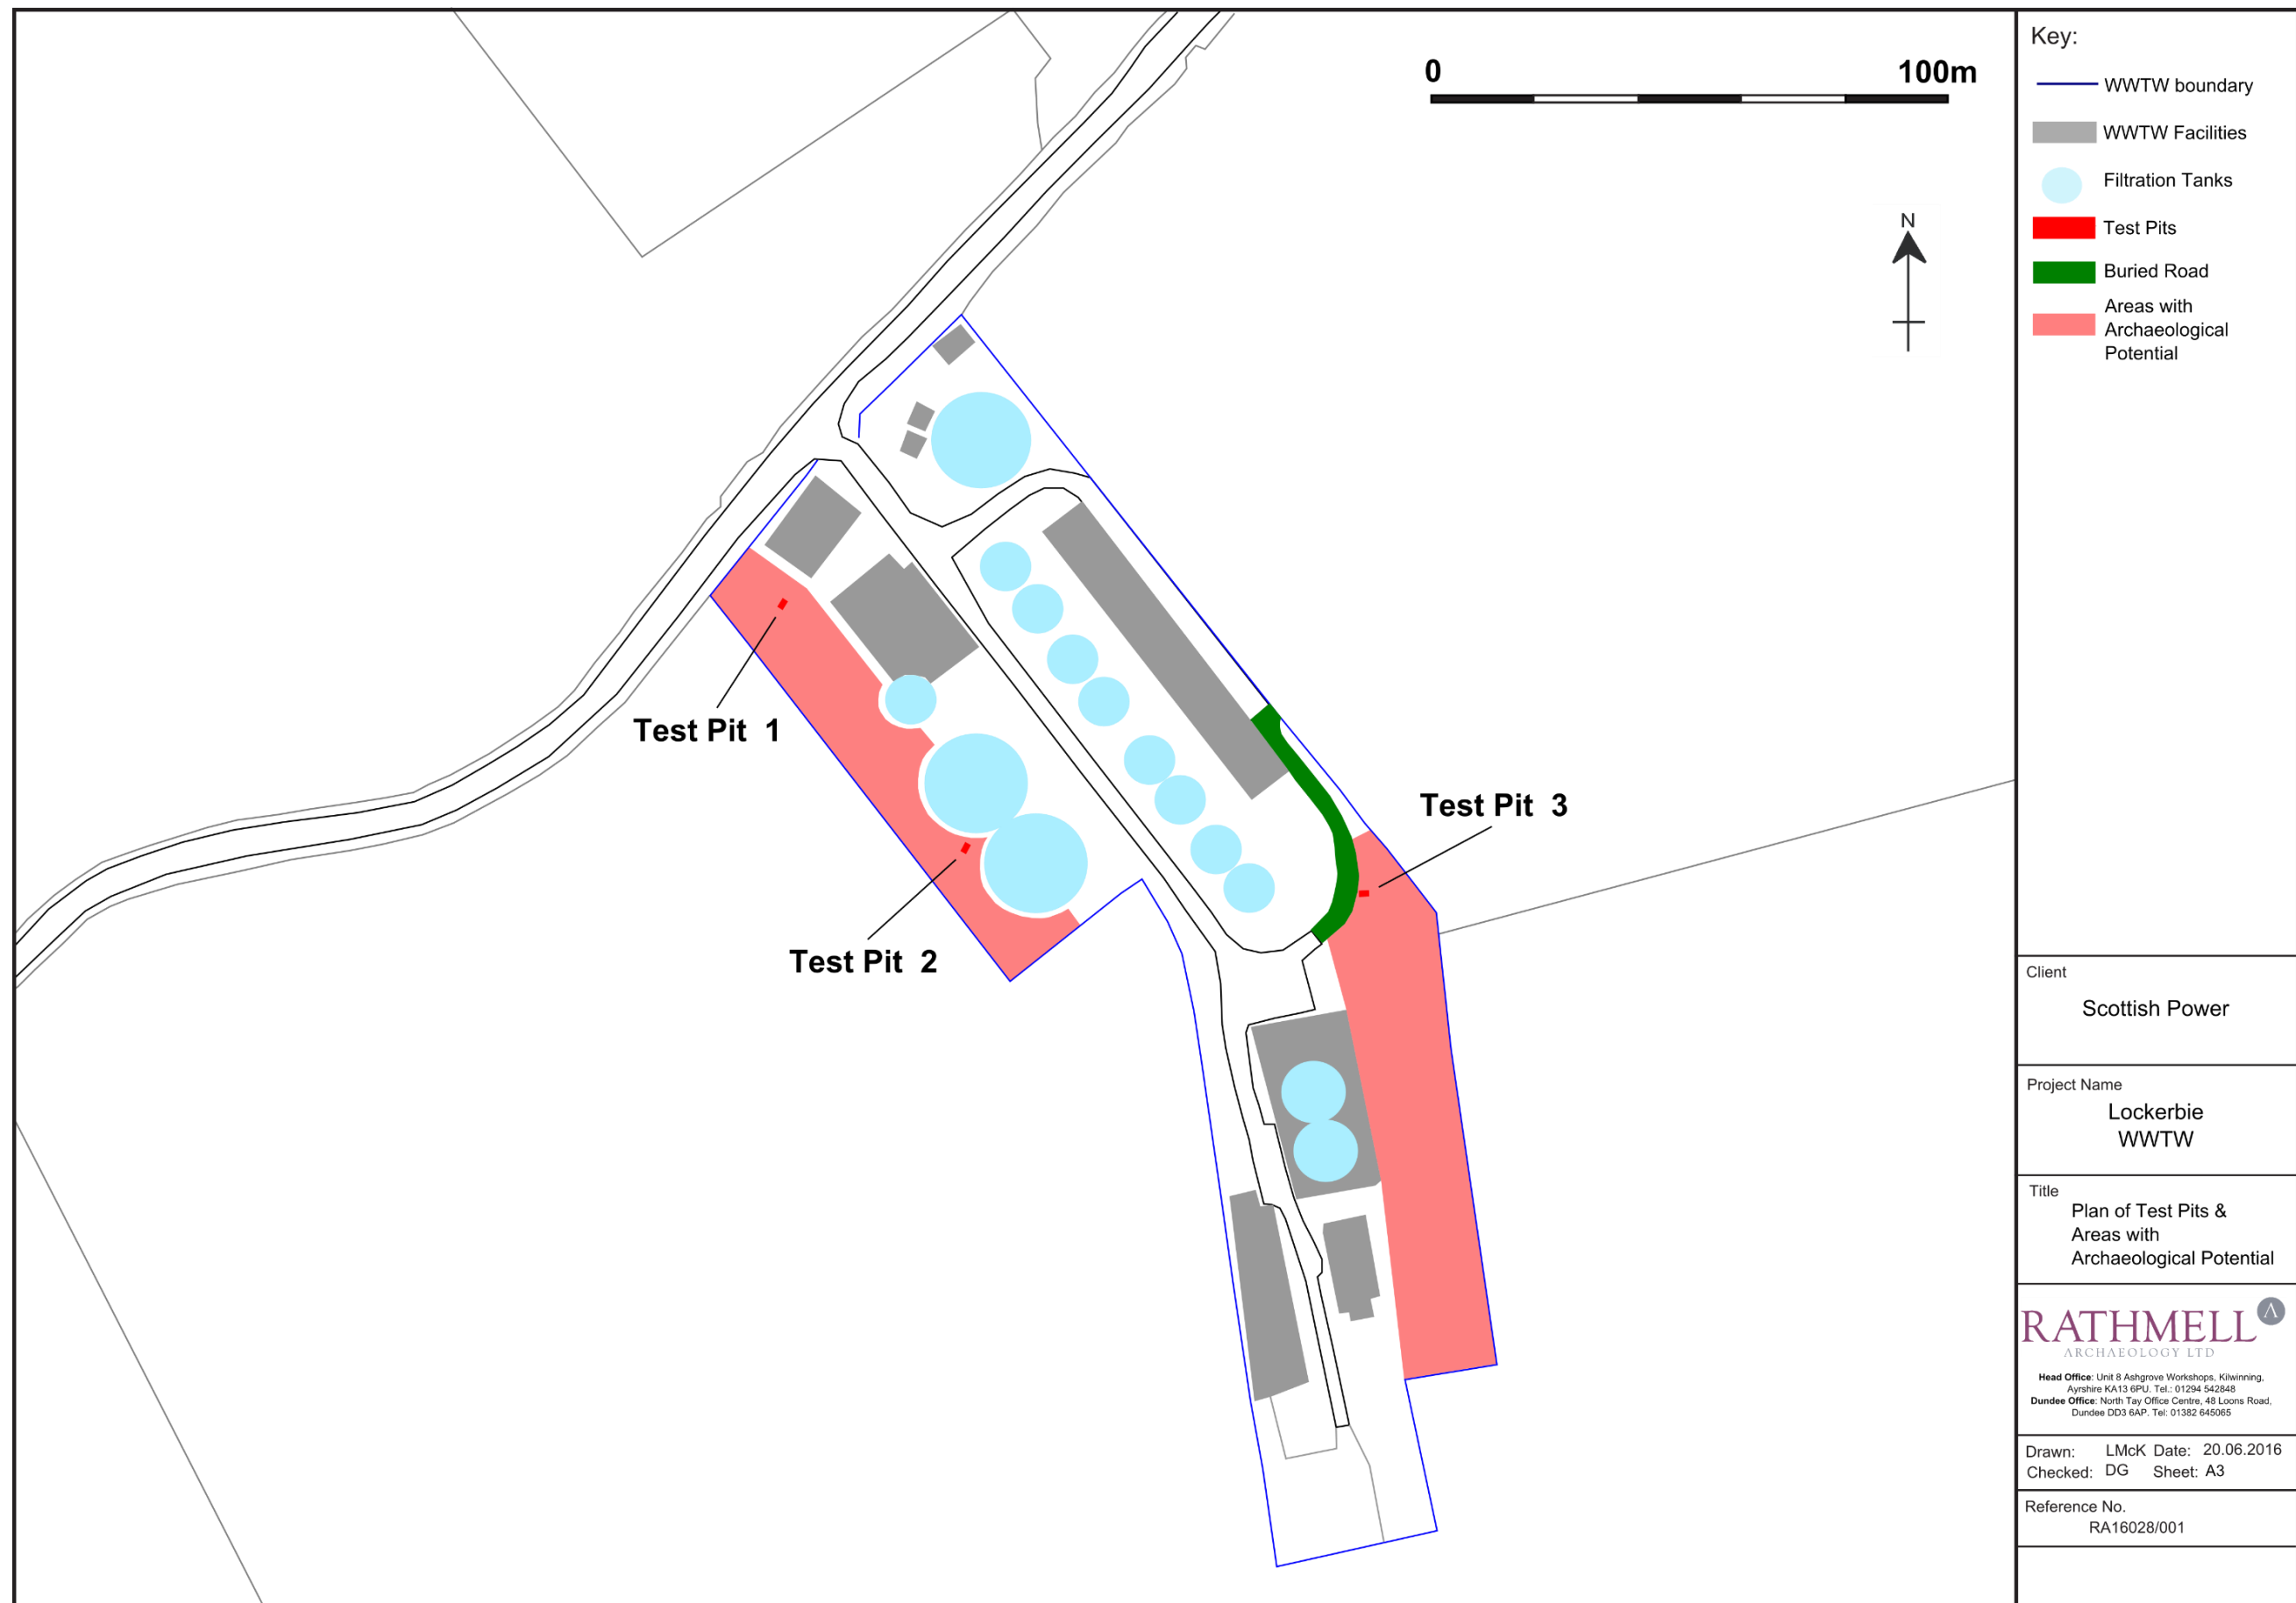 0 100m
N
Test Pit 1
Test Pit 2
Test Pit 3
Key:
WWTW boundary
WWTW Facilities
Filtration Tanks
Test Pits
Buried Road
Areas with
Archaeological
Potential
Client
Scottish Power
Project Name
Lockerbie
WWTW
Title
Plan of Test Pits &
Areas with
Archaeological Potential
RATHMELL Λ
ARCHAEOLOGY LTD
Head Office: Unit 8 Ashgrove Workshops, Kilwinning,
Ayrshire KA13 6PU. Tel.: 01294 542848
Dundee Office: North Tay Office Centre, 48 Loons Road,
Dundee DD3 6AP. Tel: 01382 645065
Drawn: LMcK Date: 20.06.2016
Checked: DG Sheet: A3
Reference No.
RA16028/001